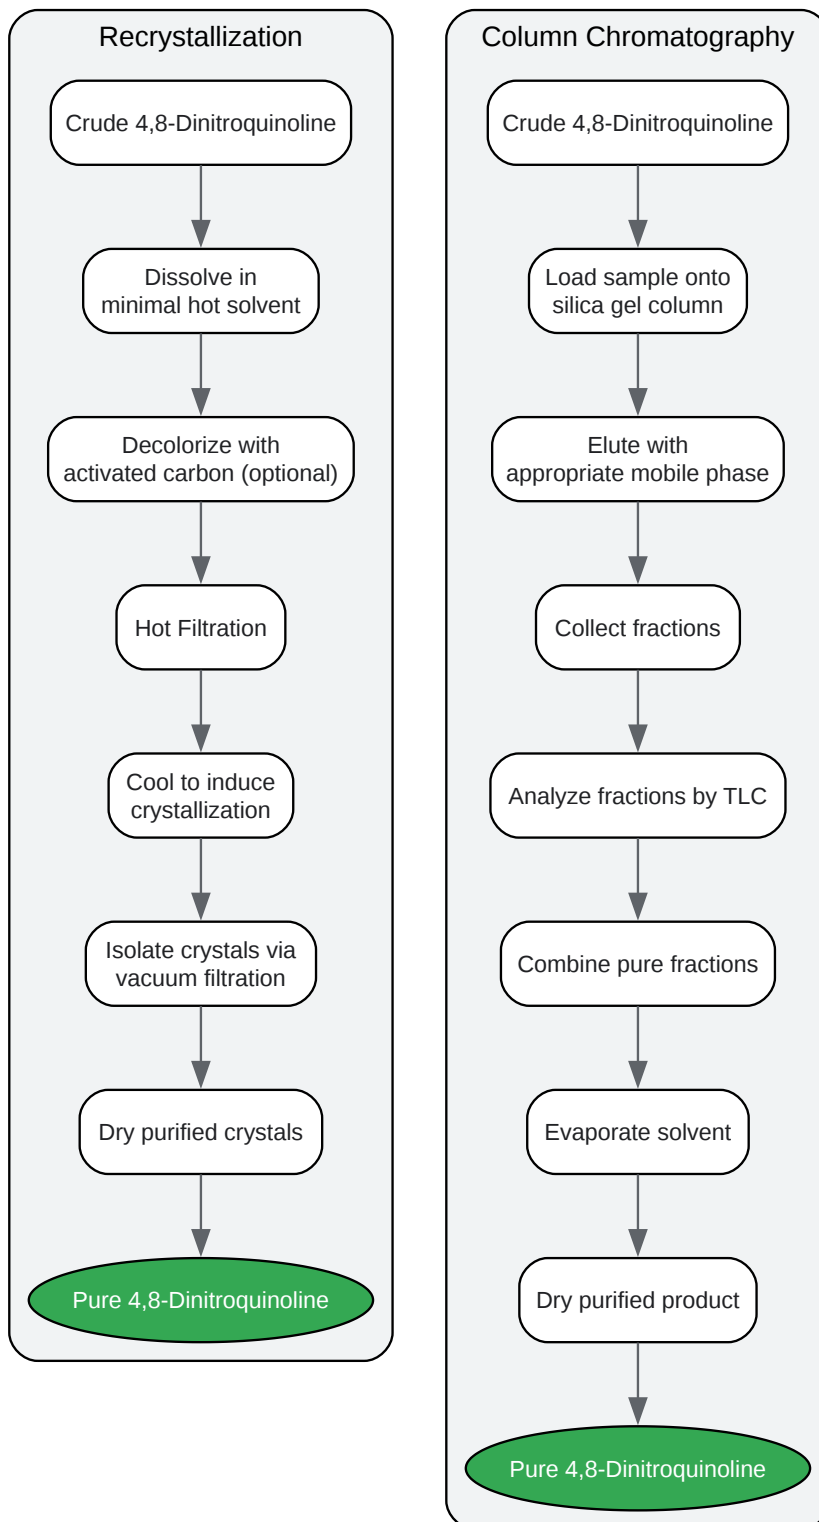 Recrystallization
Crude 4,8-Dinitroquinoline
Dissolve in
minimal hot solvent
Decolorize with
activated carbon (optional)
Hot Filtration
Cool to induce
crystallization
Isolate crystals via
vacuum filtration
Dry purified crystals
Pure 4,8-Dinitroquinoline
Column Chromatography
Crude 4,8-Dinitroquinoline
Load sample onto
silica gel column
Elute with
appropriate mobile phase
Collect fractions
Analyze fractions by TLC
Combine pure fractions
Evaporate solvent
Dry purified product
Pure 4,8-Dinitroquinoline